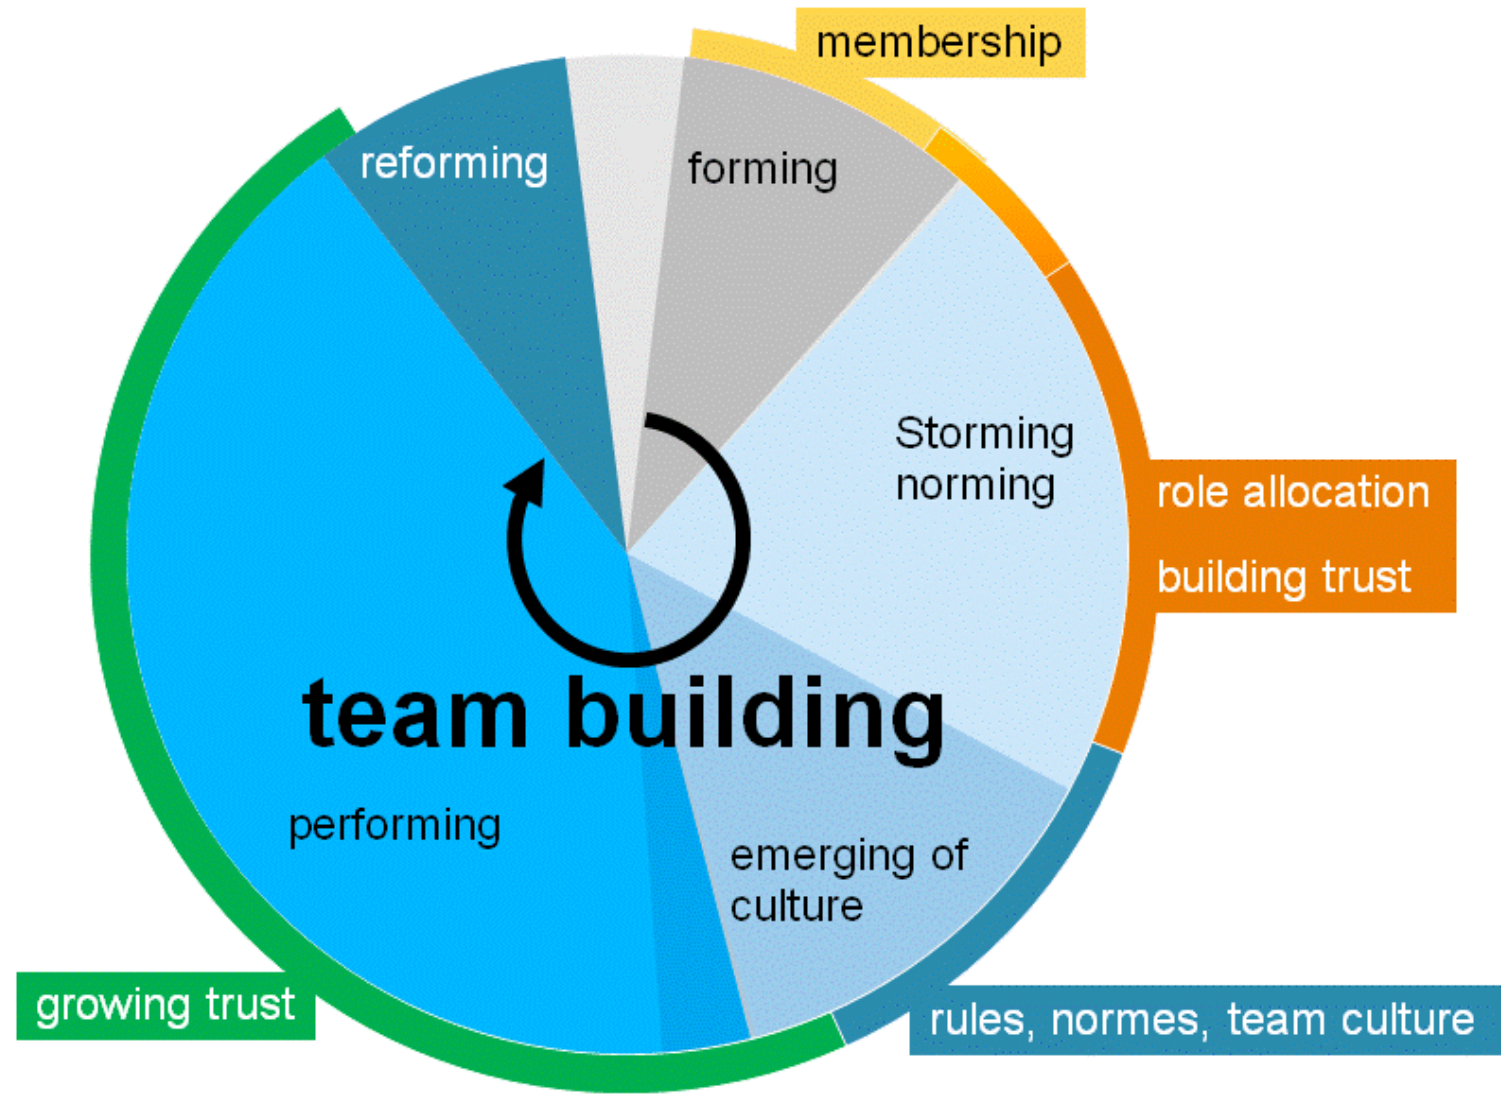 membership
reforming
forming
Storming
norming
role allocation
building trust
team building
performing
emerging of
culture
growing trust
rules, normes, team culture